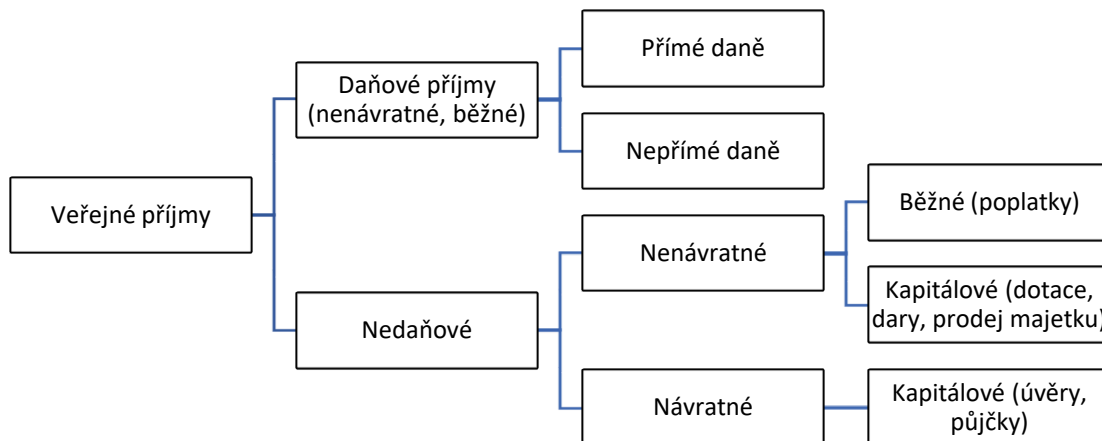 Veřejné příjmy
Daňové příjmy
(nenávratné, běžné)
Přímé daně
Nepřímé daně
Nedaňové
Nenávratné
Běžné (poplatky)
Kapitálové (dotace,
dary, prodej majetku)
Návratné
Kapitálové (úvěry,
půjčky)